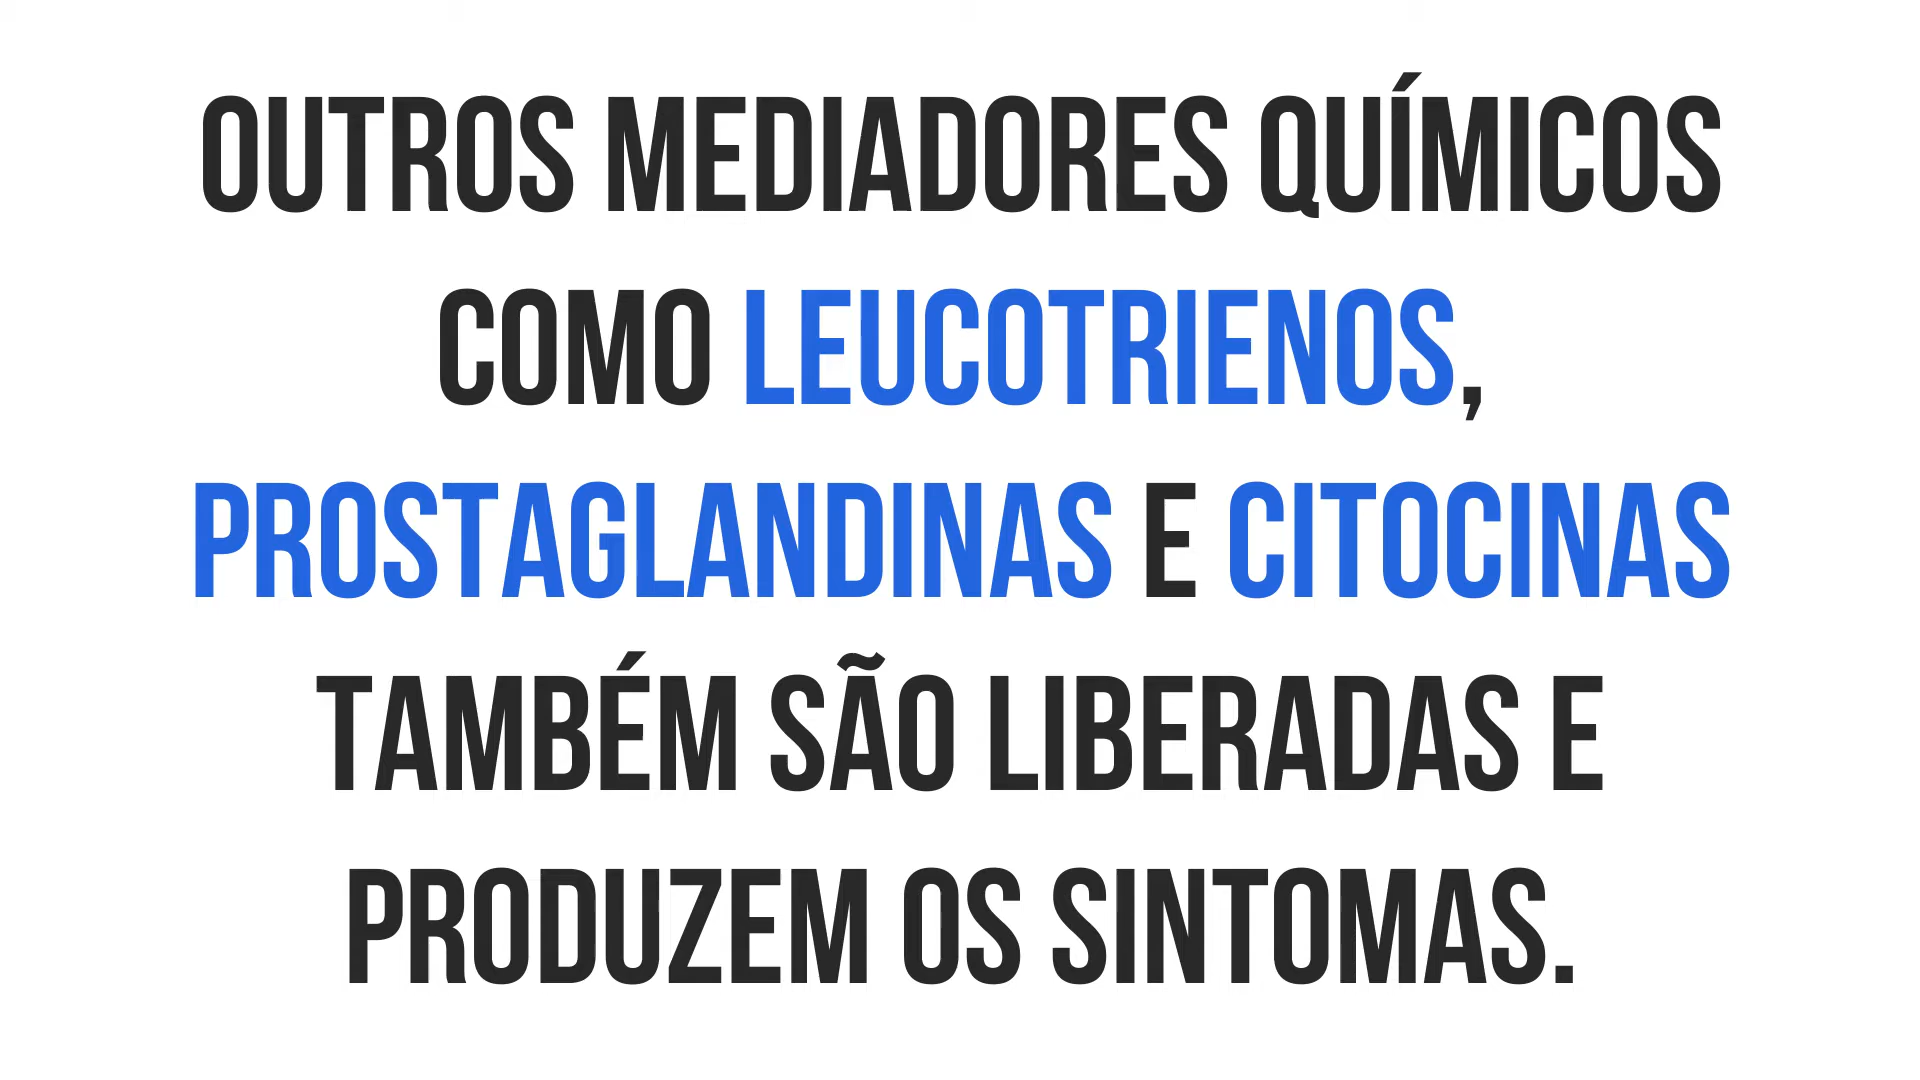 OUTROS MEDIADORES QUÍMICOS
COMO LEUCOTRIENOS,
PROSTAGLANDINAS E CITOCINAS
TAMBÉM SÃO LIBERADAS E
PRODUZEM OS SINTOMAS.